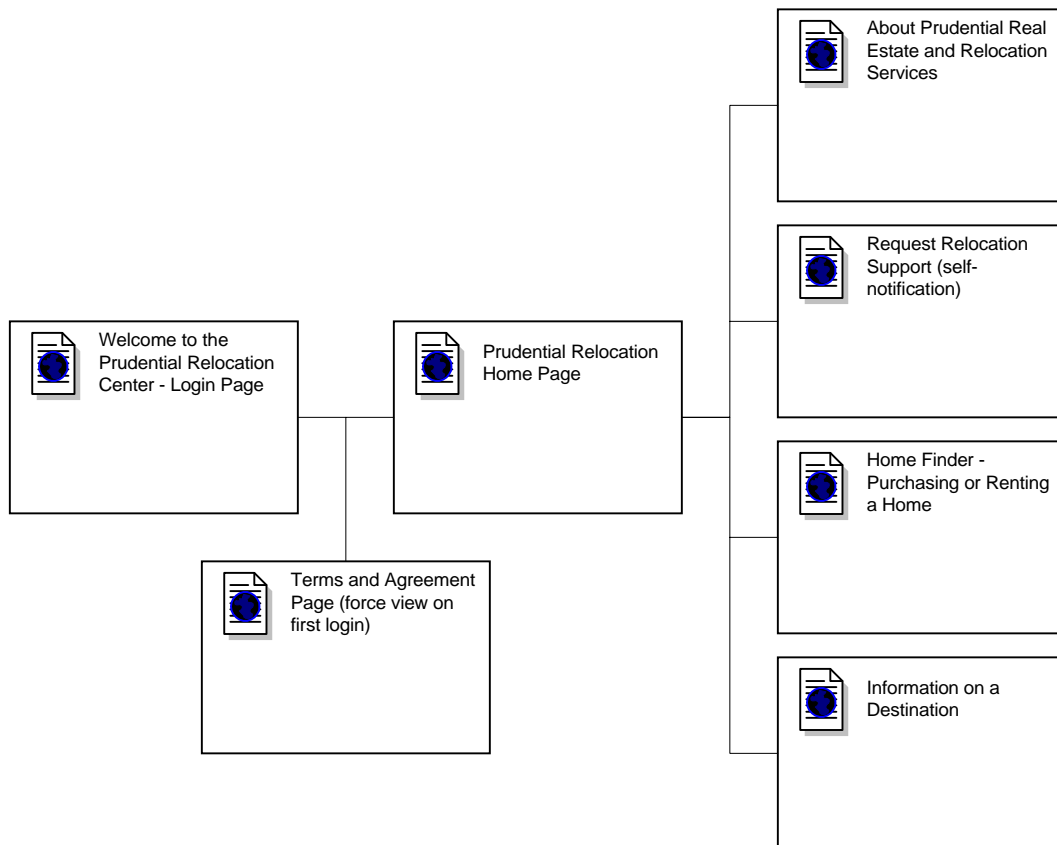 About Prudential Real
Estate and Relocation
Services
Request Relocation
Support (self-
notification)
Welcome to the
Prudential Relocation
Center - Login Page
Prudential Relocation
Home Page
Home Finder -
Purchasing or Renting
a Home
Terms and Agreement
Page (force view on
first login)
Information on a
Destination